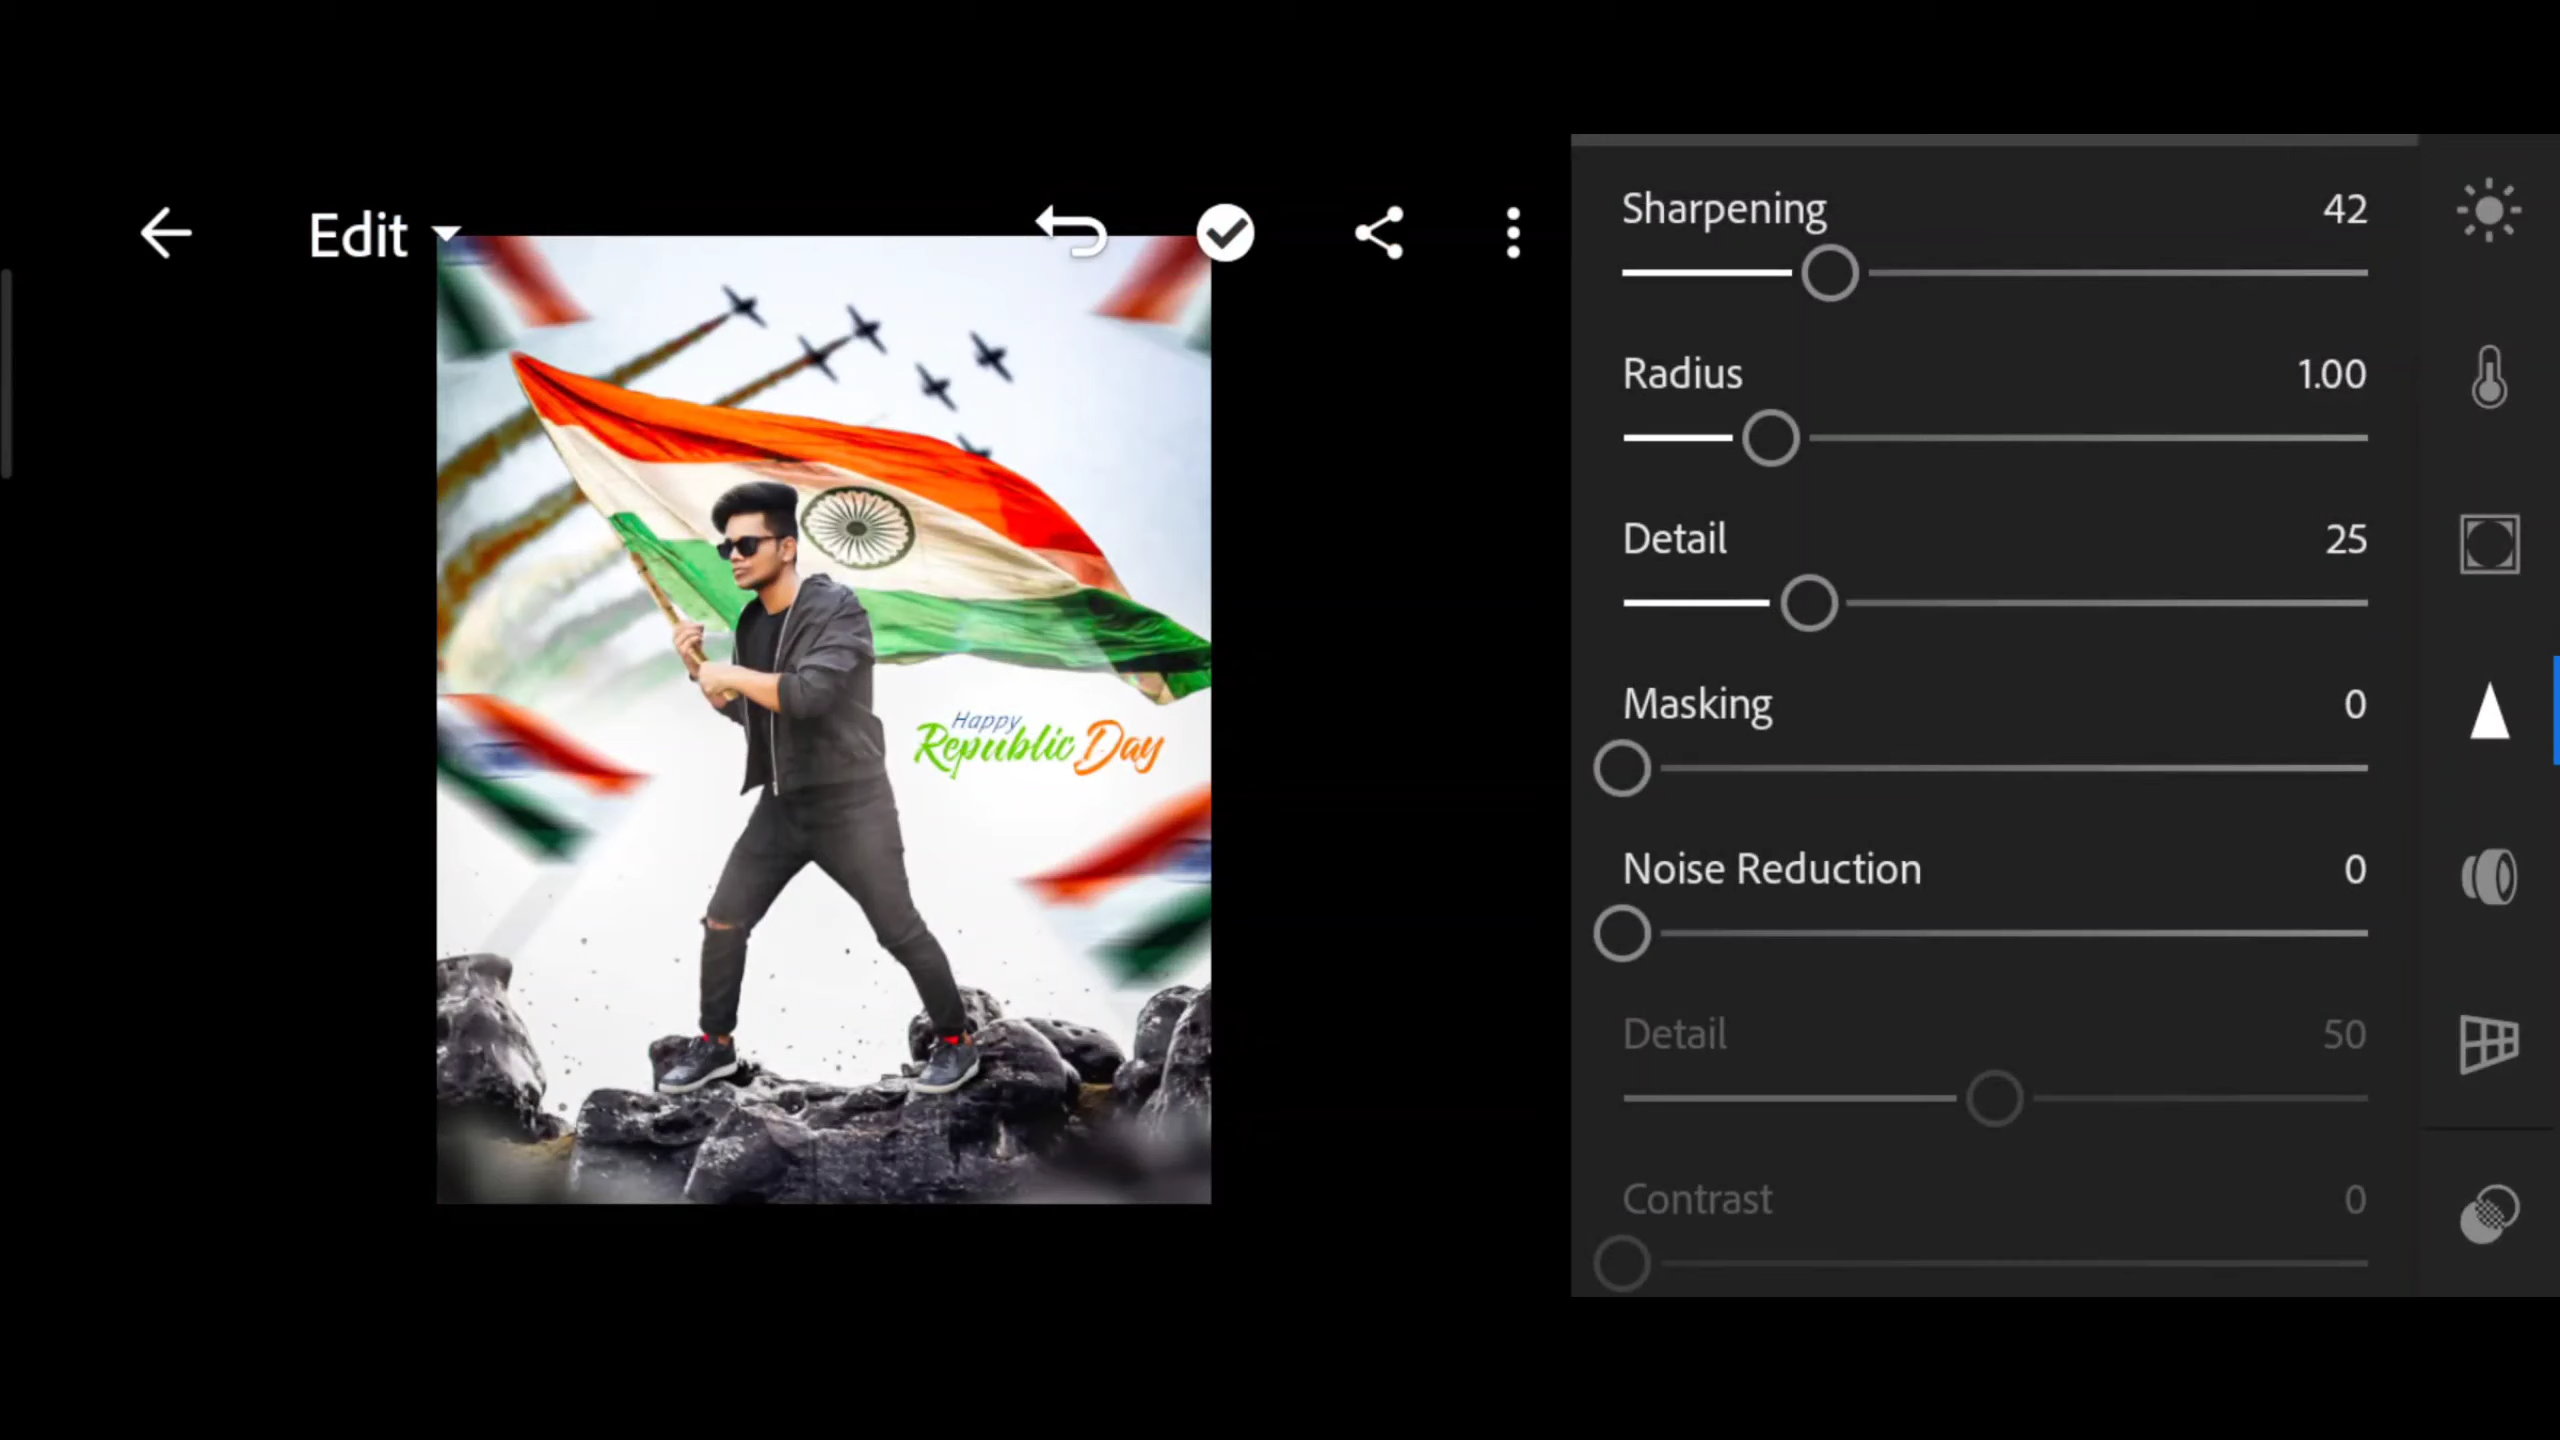 Edit
Happy
Republic Day
Sharpening 42
Radius 1.00
Detail 25
Masking 0
Noise Reduction 0
Detail 50
Contrast 0